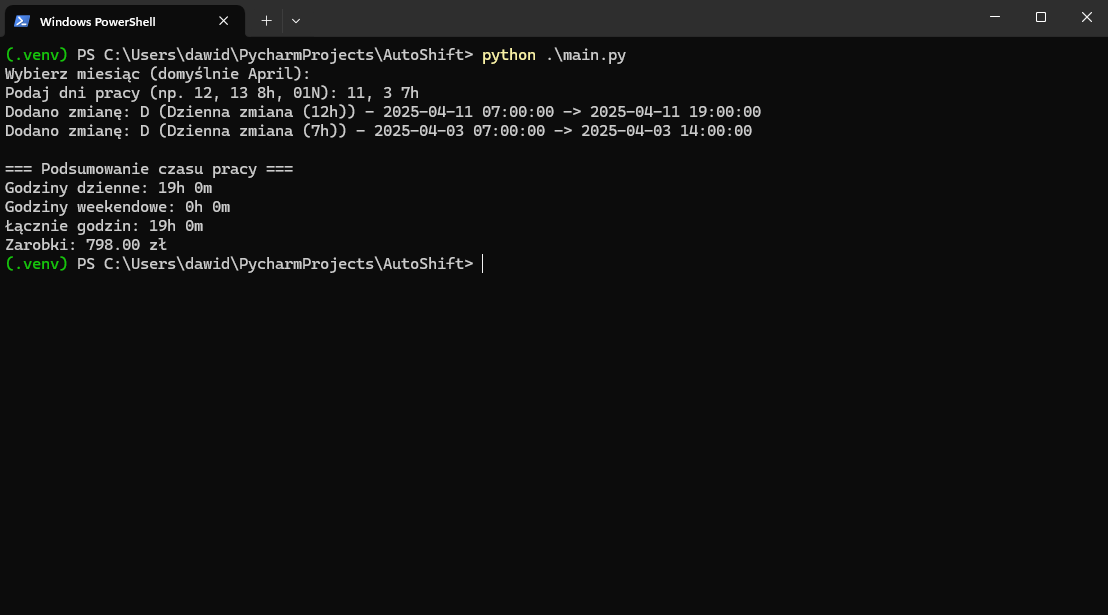 Windows PowerShell
(.venv) PS C:\Users\dawid\PycharmProjects\AutoShift> python .\main.py
Wybierz miesiąc (domyślnie April):
Podaj dni pracy (np. 12, 13 8h, 01N): 11, 3 7h
Dodano zmianę: D (Dzienna zmiana (12h)) - 2025-04-11 07:00:00 -> 2025-04-11 19:00:00
Dodano zmianę: D (Dzienna zmiana (7h)) - 2025-04-03 07:00:00 -> 2025-04-03 14:00:00
=== Podsumowanie czasu pracy ===
Godziny dzienne: 19h 0m
Godziny weekendowe: 0h 0m
Łącznie godzin: 19h 0m
Zarobki: 798.00 zł
(.venv) PS C:\Users\dawid\PycharmProjects\AutoShift>